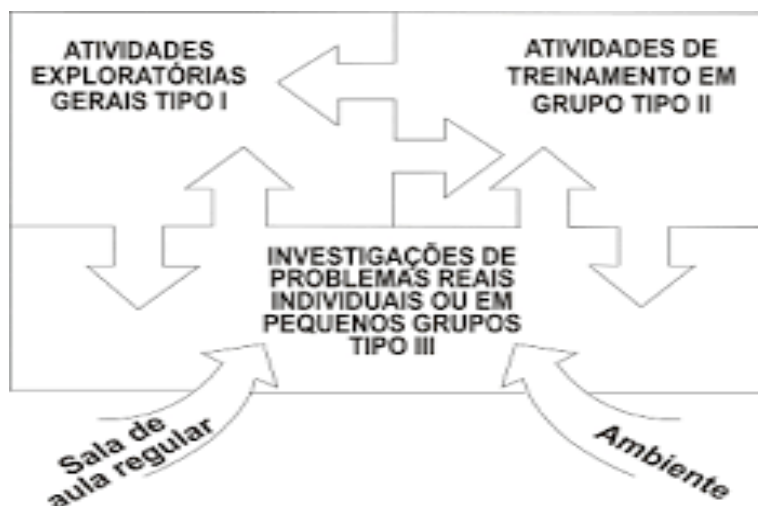 ATIVIDADES
EXPLORATÓRIAS
GERAIS TIPO I
ATIVIDADES DE
TREINAMENTO EM
GRUPO TIPO II
INVESTIGAÇÕES DE
PROBLEMAS REAIS
INDIVIDUAIS OU EM
PEQUENOS GRUPOS
TIPO III
Sala de
aula regular
Ambiente